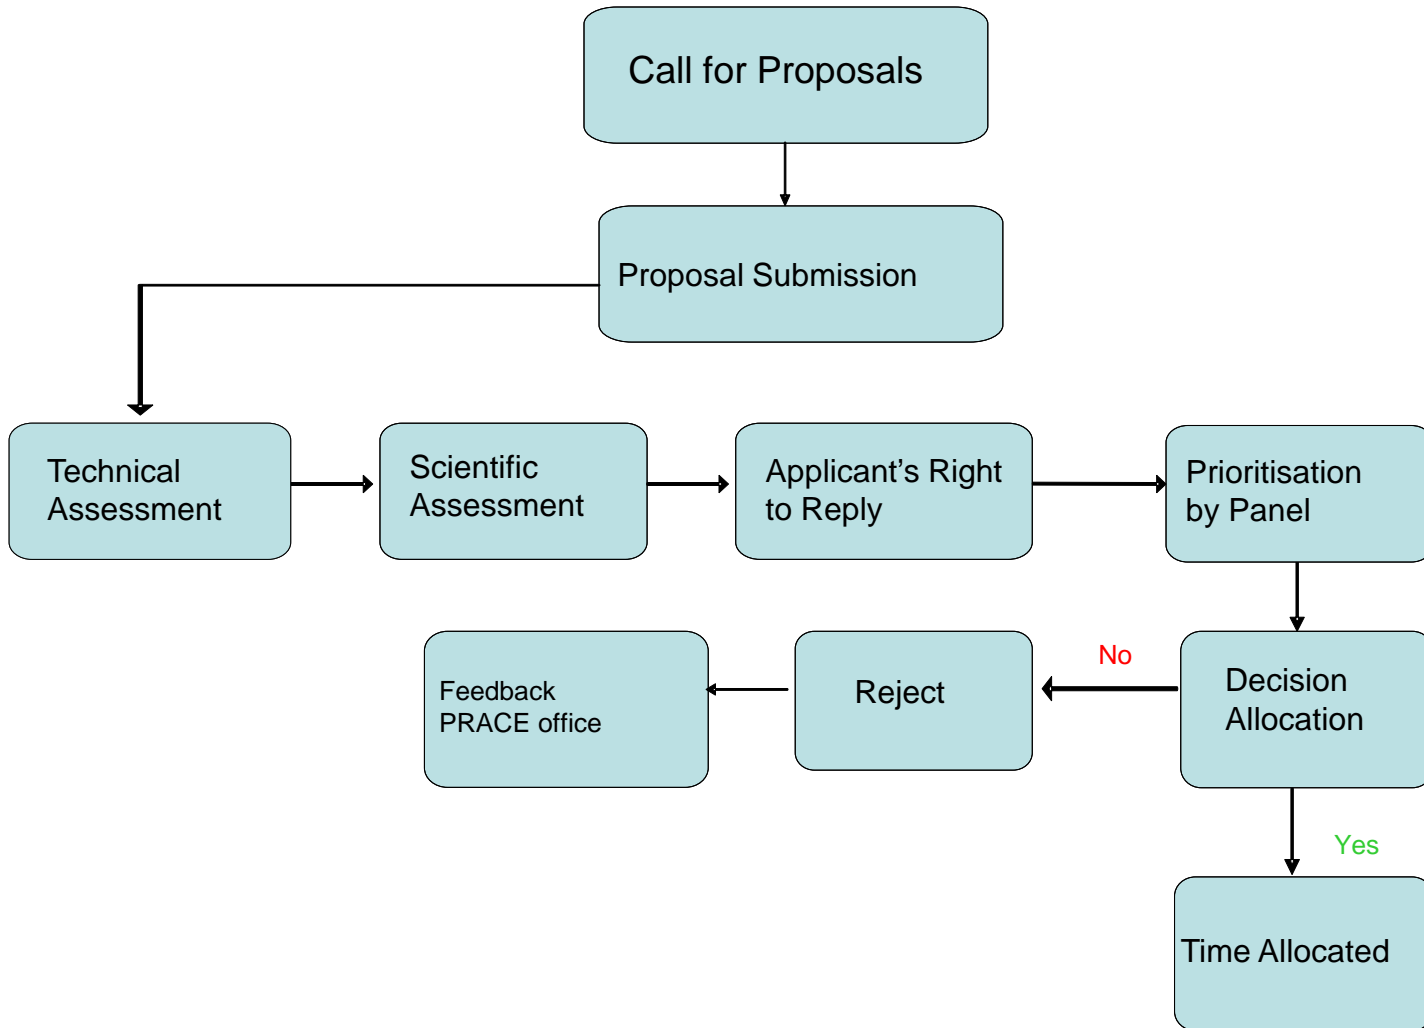 Call for Proposals
Proposal Submission
Technical
Assessment
Scientific
Assessment
Applicant’s Right
to Reply
Prioritisation
by Panel
Feedback
PRACE office
Reject
No
Decision
Allocation
Yes
Time Allocated